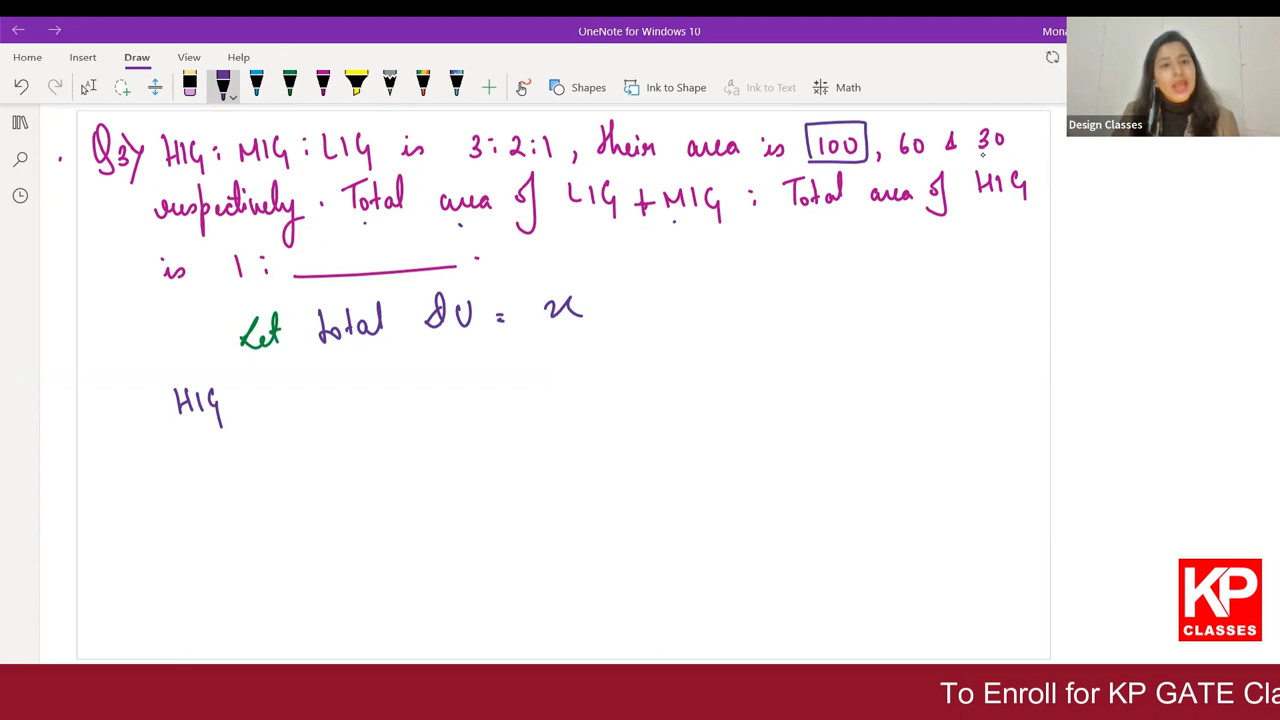 OneNote for Windows 10
Mona
Home Insert Draw View Help
Shapes Ink to Shape Ink to Text Math
Design Classes
Q3) HIG : MIG : LIG is 3:2:1, their area is 100, 60 & 30
respectively. Total area of LIG + MIG : Total area of HIG
is 1: ________.
Let total DU = x
HIG
KP
CLASSES
To Enroll for KP GATE Cla